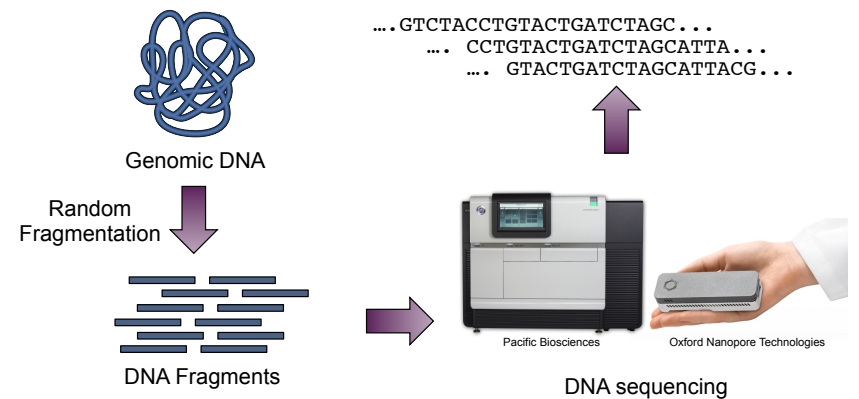 ….GTCTACCTGTACTGATCTAGC...
…. CCTGTACTGATCTAGCATTA...
…. GTACTGATCTAGCATTACG...
Genomic DNA
Random
Fragmentation
DNA Fragments
Pacific Biosciences
Oxford Nanopore Technologies
DNA sequencing